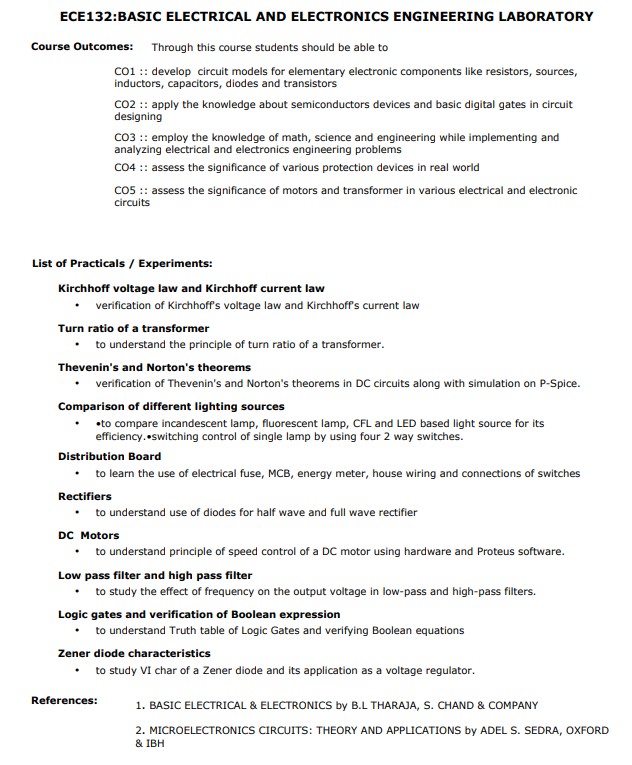 ECE132:BASIC ELECTRICAL AND ELECTRONICS ENGINEERING LABORATORY
Course Outcomes: Through this course students should be able to
CO1 :: develop circuit models for elementary electronic components like resistors, sources,
inductors, capacitors, diodes and transistors
CO2 :: apply the knowledge about semiconductors devices and basic digital gates in circuit
designing
CO3 :: employ the knowledge of math, science and engineering while implementing and
analyzing electrical and electronics engineering problems
CO4 :: assess the significance of various protection devices in real world
CO5 :: assess the significance of motors and transformer in various electrical and electronic
circuits
List of Practicals / Experiments:
Kirchhoff voltage law and Kirchhoff current law
• verification of Kirchhoff's voltage law and Kirchhoff's current law
Turn ratio of a transformer
• to understand the principle of turn ratio of a transformer.
Thevenin's and Norton's theorems
• verification of Thevenin's and Norton's theorems in DC circuits along with simulation on P-Spice.
Comparison of different lighting sources
• •to compare incandescent lamp, fluorescent lamp, CFL and LED based light source for its
efficiency.•switching control of single lamp by using four 2 way switches.
Distribution Board
• to learn the use of electrical fuse, MCB, energy meter, house wiring and connections of switches
Rectifiers
• to understand use of diodes for half wave and full wave rectifier
DC Motors
• to understand principle of speed control of a DC motor using hardware and Proteus software.
Low pass filter and high pass filter
• to study the effect of frequency on the output voltage in low-pass and high-pass filters.
Logic gates and verification of Boolean expression
• to understand Truth table of Logic Gates and verifying Boolean equations
Zener diode characteristics
• to study VI char of a Zener diode and its application as a voltage regulator.
References: 1. BASIC ELECTRICAL & ELECTRONICS by B.L THARAJA, S. CHAND & COMPANY
2. MICROELECTRONICS CIRCUITS: THEORY AND APPLICATIONS by ADEL S. SEDRA, OXFORD
& IBH